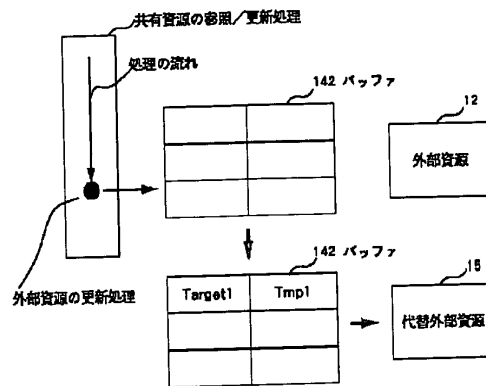 共有資源の参照/更新処理
処理の流れ
142 バッファ
12
外部資源
外部資源の更新処理
142 バッファ
Target1 Tmp1
15
代替外部資源